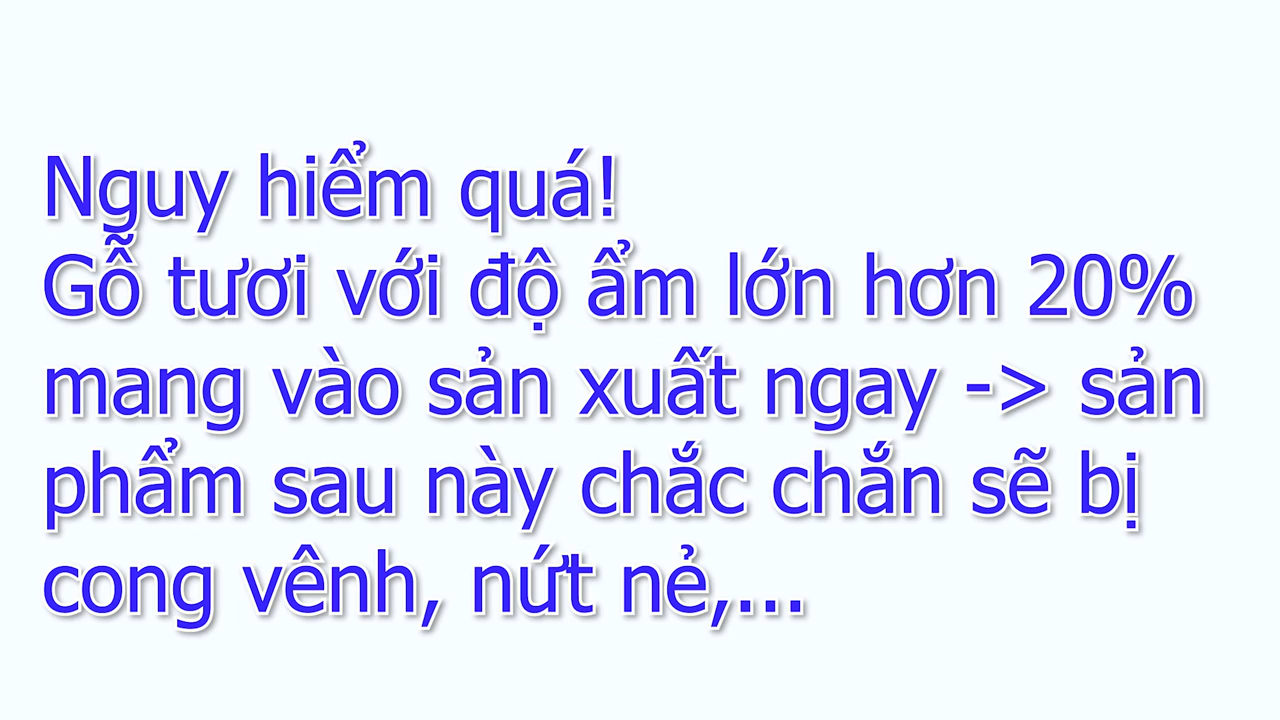 Nguy hiểm quá!
Gỗ tươi với độ ẩm lớn hơn 20%
mang vào sản xuất ngay -> sản
phẩm sau này chắc chắn sẽ bị
cong vênh, nứt nẻ,...